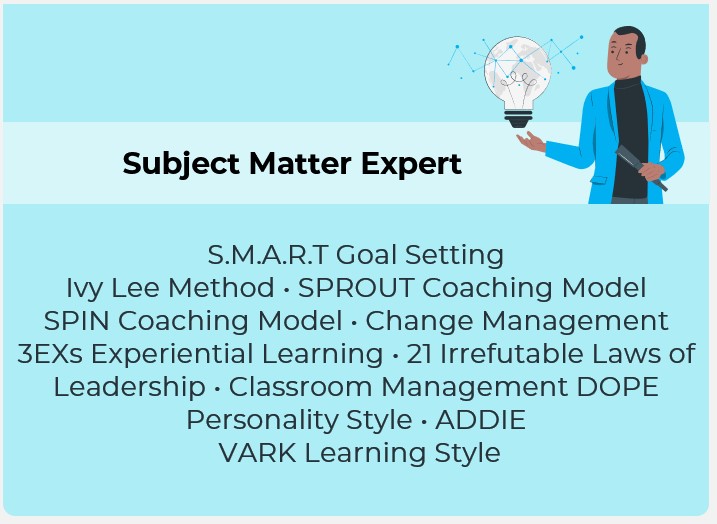 Subject Matter Expert
S.M.A.R.T Goal Setting
Ivy Lee Method • SPROUT Coaching Model
SPIN Coaching Model • Change Management
3EXs Experiential Learning • 21 Irrefutable Laws of
Leadership • Classroom Management DOPE
Personality Style • ADDIE
VARK Learning Style